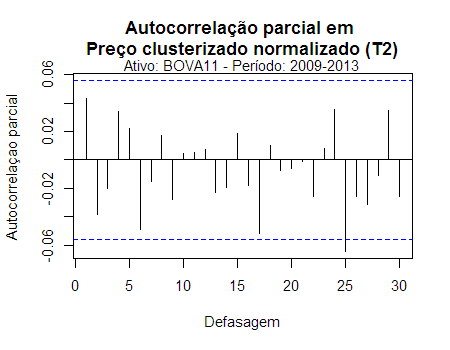 Autocorrelação parcial em
Preço clusterizado normalizado (T2)
Ativo: BOVA11 - Período: 2009-2013
Autocorrelaçao parcial
0.06
0.02
-0.02
-0.06
0 5 10 15 20 25 30
Defasagem